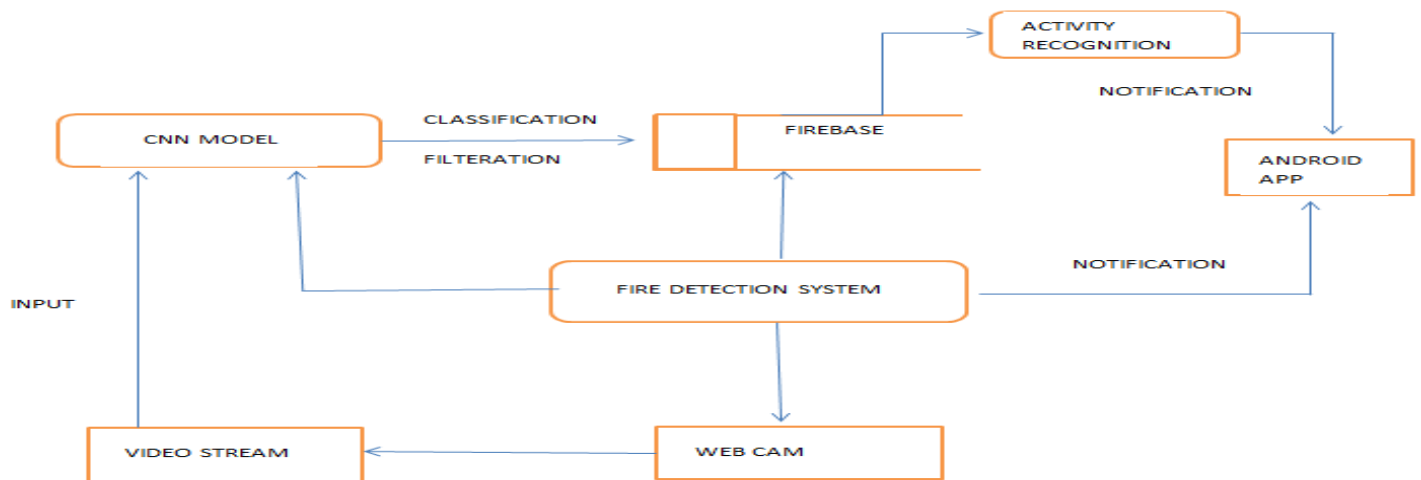 ACTIVITY
RECOGNITION
NOTIFICATION
CLASSIFICATION
FIREBASE
CNN MODEL
FILTERATION
ANDROID
APP
NOTIFICATION
FIRE DETECTION SYSTEM
INPUT
VIDEO STREAM
WEB CAM